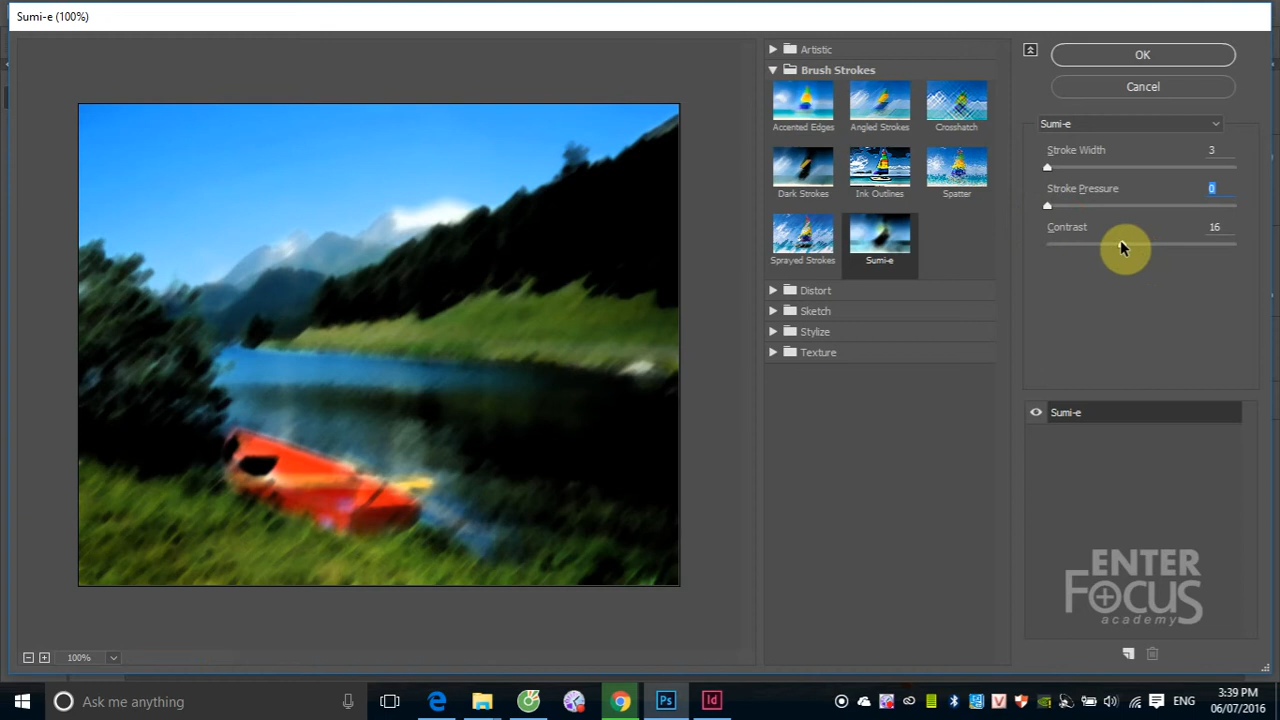 Sumi-e (100%)
Artistic
Brush Strokes
Accented Edges
Angled Strokes
Crosshatch
Dark Strokes
Ink Outlines
Spatter
Sprayed Strokes
Sumi-e
Distort
Sketch
Stylize
Texture
OK
Cancel
Sumi-e
Stroke Width 3
Stroke Pressure 0
Contrast 16
Sumi-e
ENTER
FOCUS
academy
100%
Ask me anything
Ps
Id
ENG
3:39 PM
06/07/2016